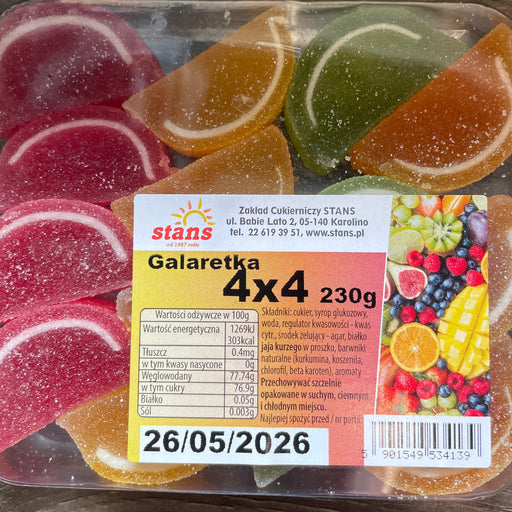 stans
od 1987 roku
Zakład Cukierniczy STANS
ul. Babie Lato 2, 05-140 Karolino
tel. 22 619 39 51, www.stans.pl
Galaretka
4x4 230g
Wartości odżywcze w 100g
Wartość energetyczna 1269kJ
303kcal
Tłuszcz 0.4mg
w tym kwasy nasycone 0g
Węglowodany 77.74g
w tym cukry 76.9g
Białko 0.05g
Sól 0.003g
Składniki: cukier, syrop glukozowy,
woda, regulator kwasowości - kwas
cytr., środek żelujący - agar, białko
jaja kurzego w proszku, barwniki
naturalne (kurkumina, koszenila,
chlorofil, beta karoten), aromaty
Przechowywać szczelnie
opakowane w suchym, ciemnym
i chłodnym miejscu.
Najlepiej spożyć przed / nr partii:
26/05/2026
5 901549 534139